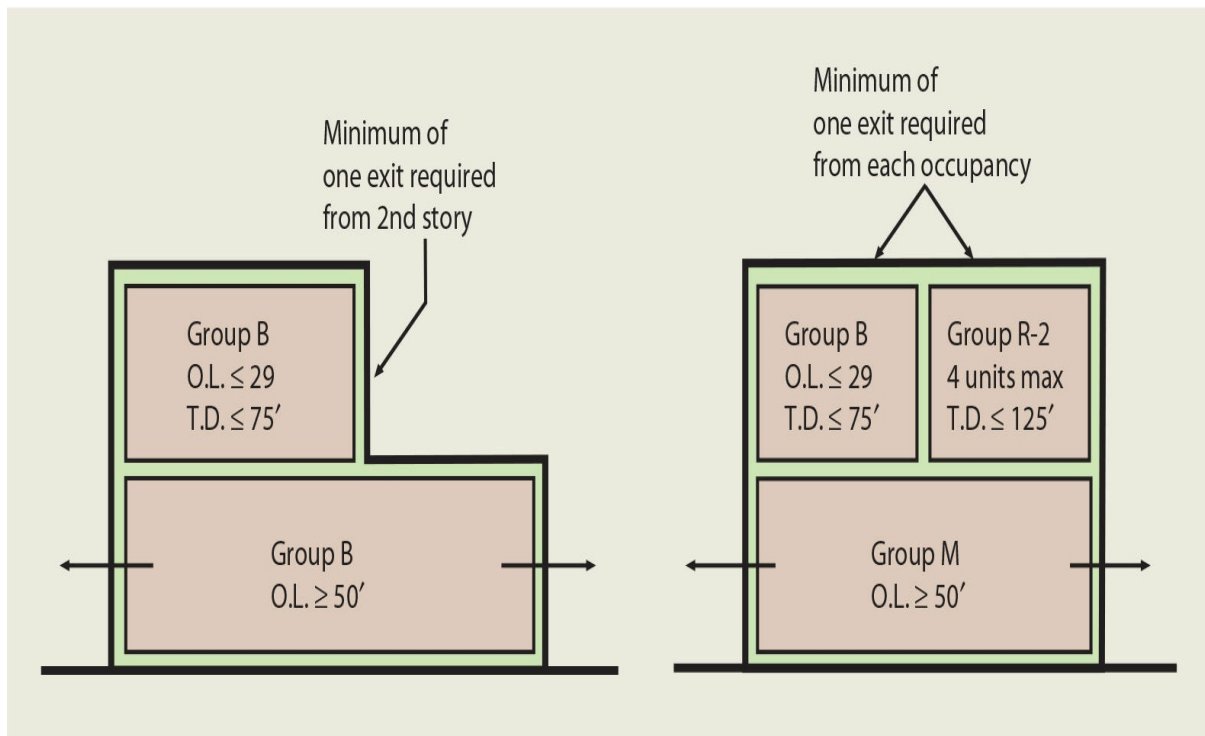 Minimum of
one exit required
from 2nd story
Group B
O.L. ≤ 29
T.D. ≤ 75′
Group B
O.L. ≥ 50′
Minimum of
one exit required
from each occupancy
Group B
O.L. ≤ 29
T.D. ≤ 75′
Group R-2
4 units max
T.D. ≤ 125′
Group M
O.L. ≥ 50′